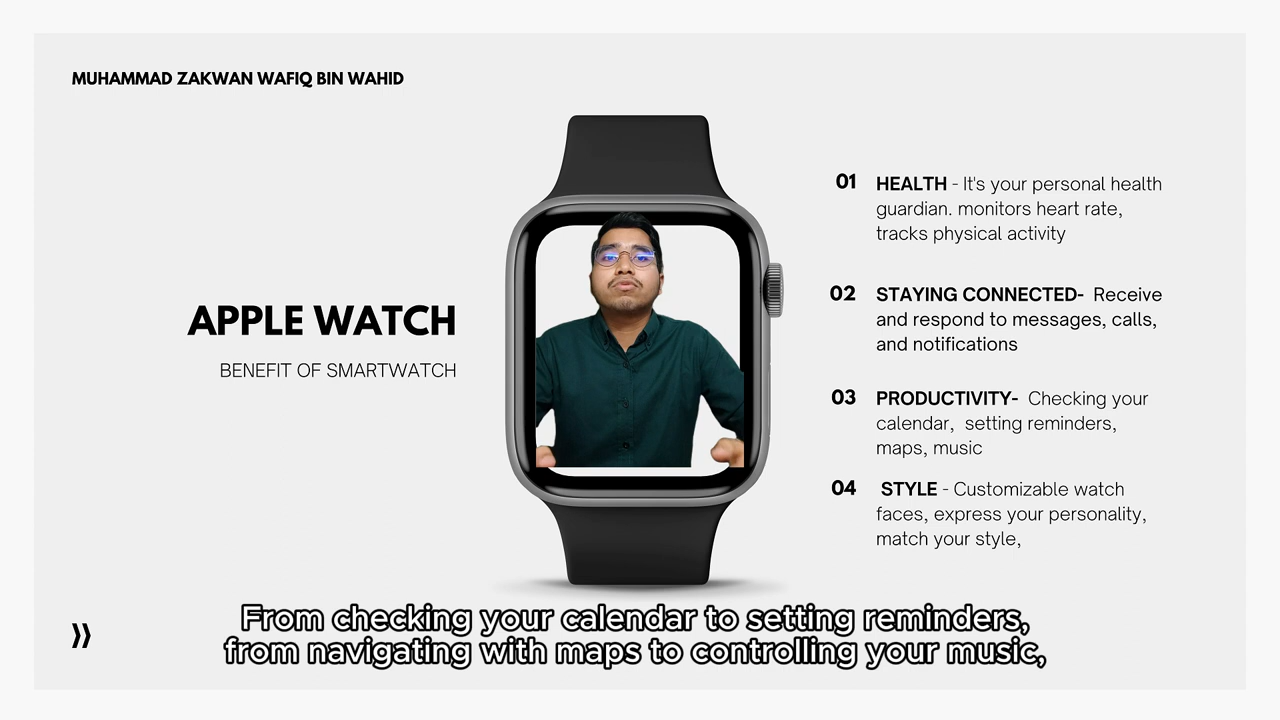 MUHAMMAD ZAKWAN WAFIQ BIN WAHID
APPLE WATCH
BENEFIT OF SMARTWATCH
01 HEALTH - It's your personal health
guardian. monitors heart rate,
tracks physical activity
02 STAYING CONNECTED- Receive
and respond to messages, calls,
and notifications
03 PRODUCTIVITY- Checking your
calendar, setting reminders,
maps, music
04 STYLE - Customizable watch
faces, express your personality,
match your style,
From checking your calendar to setting reminders,
from navigating with maps to controlling your music,